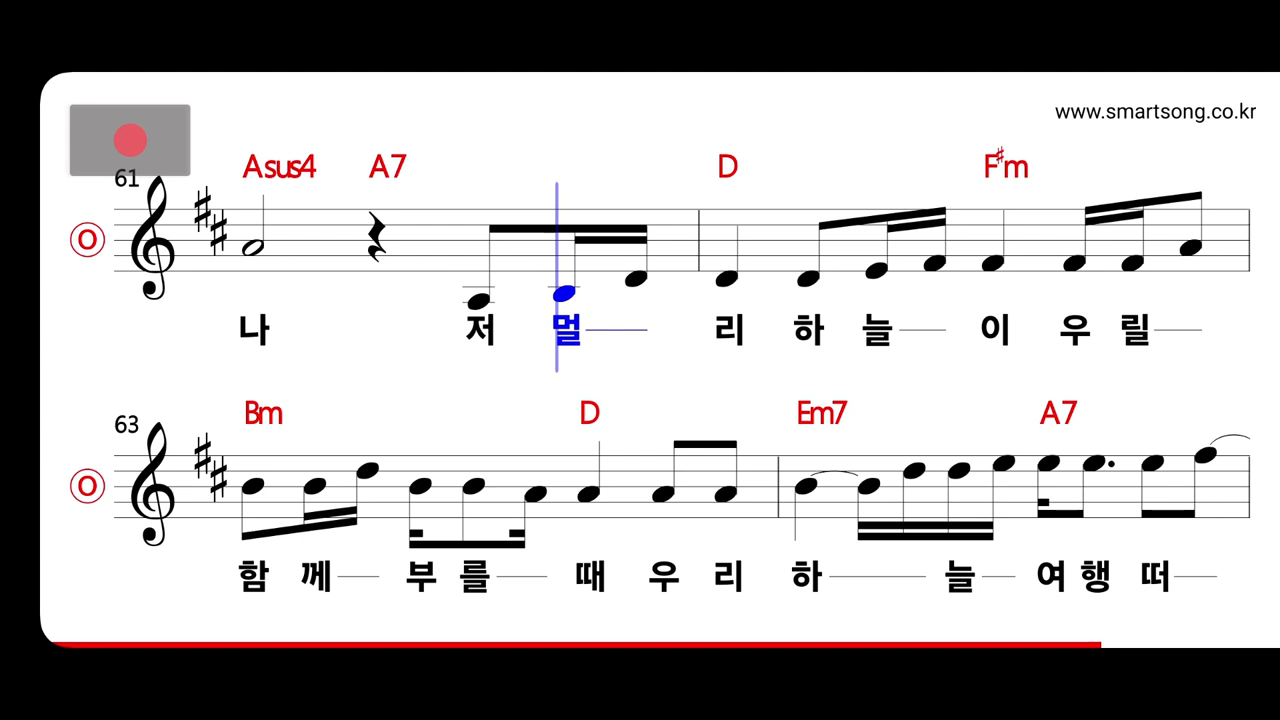 www.smartsong.co.kr
Asus4 A7 D F♯m
61
O
나 저 멀 리 하 늘 이 우 릴
Bm D Em7 A7
63
O
함 께 부 를 때 우 리 하 늘 여 행 떠